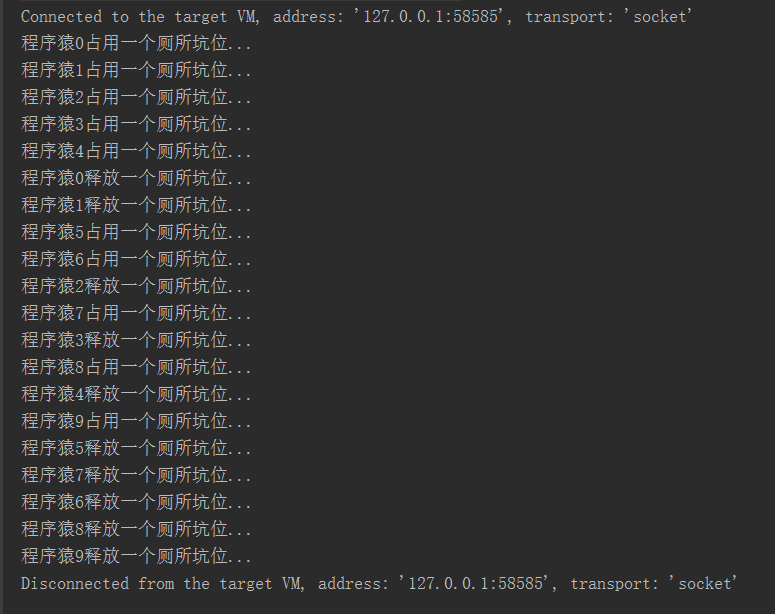 Connected to the target VM, address: '127.0.0.1:58585', transport: 'socket'
程序猿0占用一个厕所坑位...
程序猿1占用一个厕所坑位...
程序猿2占用一个厕所坑位...
程序猿3占用一个厕所坑位...
程序猿4占用一个厕所坑位...
程序猿0释放一个厕所坑位...
程序猿1释放一个厕所坑位...
程序猿5占用一个厕所坑位...
程序猿6占用一个厕所坑位...
程序猿2释放一个厕所坑位...
程序猿7占用一个厕所坑位...
程序猿3释放一个厕所坑位...
程序猿8占用一个厕所坑位...
程序猿4释放一个厕所坑位...
程序猿9占用一个厕所坑位...
程序猿5释放一个厕所坑位...
程序猿7释放一个厕所坑位...
程序猿6释放一个厕所坑位...
程序猿8释放一个厕所坑位...
程序猿9释放一个厕所坑位...
Disconnected from the target VM, address: '127.0.0.1:58585', transport: 'socket'